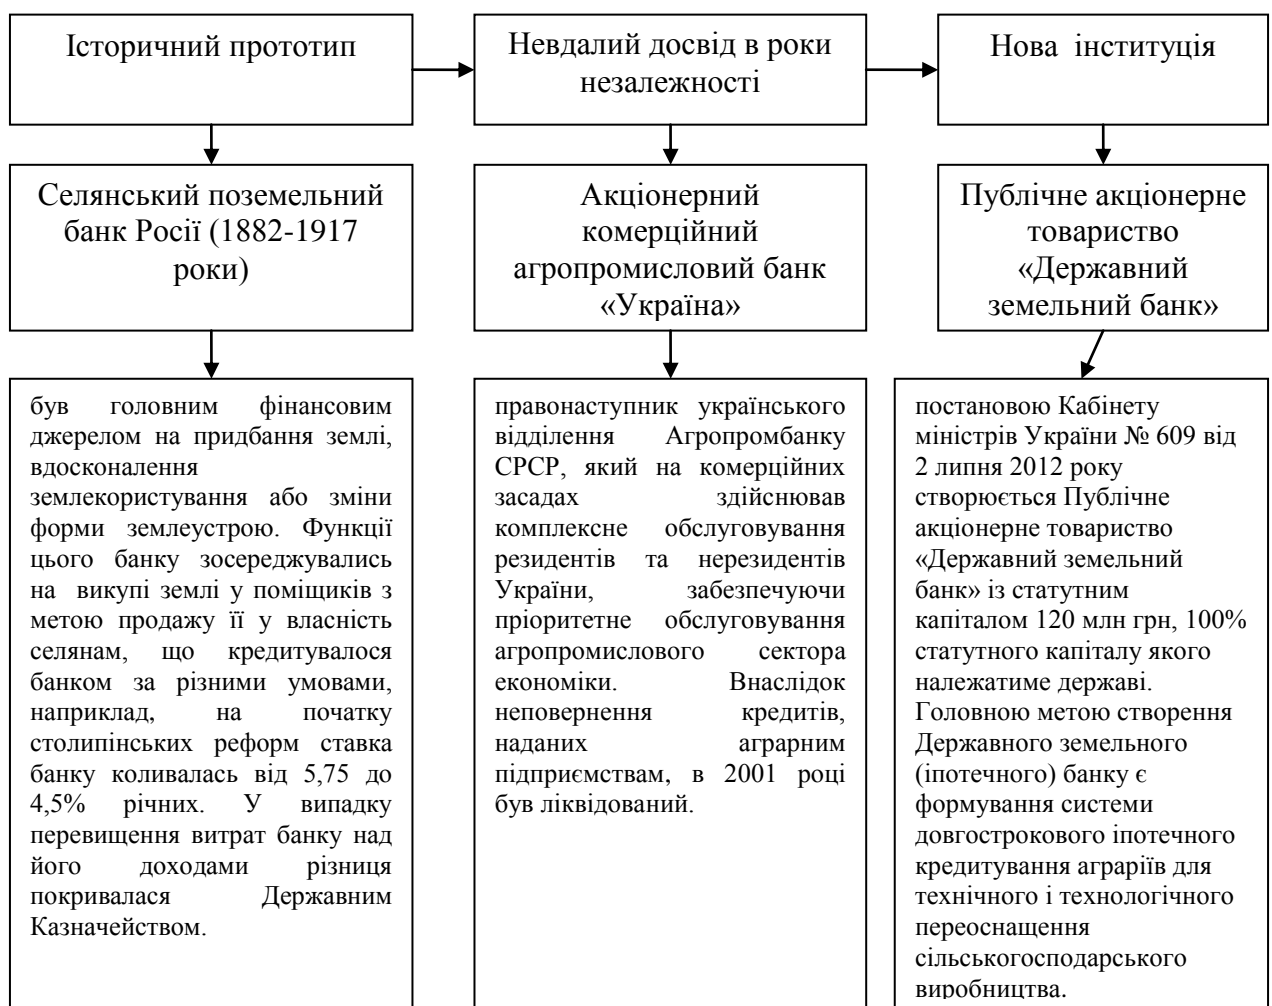 Історичний прототип
Невдалий досвід в роки
незалежності
Нова інституція
Селянський поземельний
банк Росії (1882-1917
роки)
Акціонерний
комерційний
агропромисловий банк
«Україна»
Публічне акціонерне
товариство
«Державний
земельний банк»
був головним фінансовим
джерелом на придбання землі,
вдосконалення
землекористування або зміни
форми землеустрою. Функції
цього банку зосереджувались
на викупі землі у поміщиків з
метою продажу її у власність
селянам, що кредитувалося
банком за різними умовами,
наприклад, на початку
столипінських реформ ставка
банку коливалась від 5,75 до
4,5% річних. У випадку
перевищення витрат банку над
його доходами різниця
покривалася Державним
Казначейством.
правонаступник українського
відділення Агропромбанку
СРСР, який на комерційних
засадах здійснював
комплексне обслуговування
резидентів та нерезидентів
України, забезпечуючи
пріоритетне обслуговування
агропромислового сектора
економіки. Внаслідок
неповернення кредитів,
наданих аграрним
підприємствам, в 2001 році
був ліквідований.
постановою Кабінету
міністрів України № 609 від
2 липня 2012 року
створюється Публічне
акціонерне товариство
«Державний земельний
банк» із статутним
капіталом 120 млн грн, 100%
статутного капіталу якого
належатиме державі.
Головною метою створення
Державного земельного
(іпотечного) банку є
формування системи
довгострокового іпотечного
кредитування аграріїв для
технічного і технологічного
переоснащення
сільськогосподарського
виробництва.